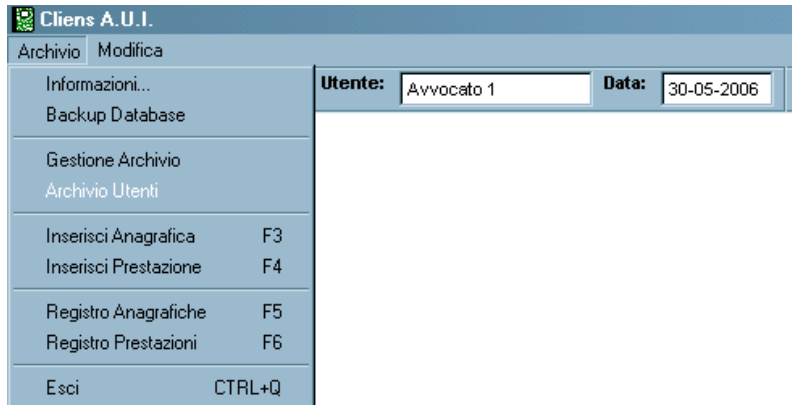 Cliens A.U.I.
Archivio Modifica
Utente: Avvocato 1 Data: 30-05-2006
Informazioni...
Backup Database
Gestione Archivio
Archivio Utenti
Inserisci Anagrafica F3
Inserisci Prestazione F4
Registro Anagrafiche F5
Registro Prestazioni F6
Esci CTRL+Q